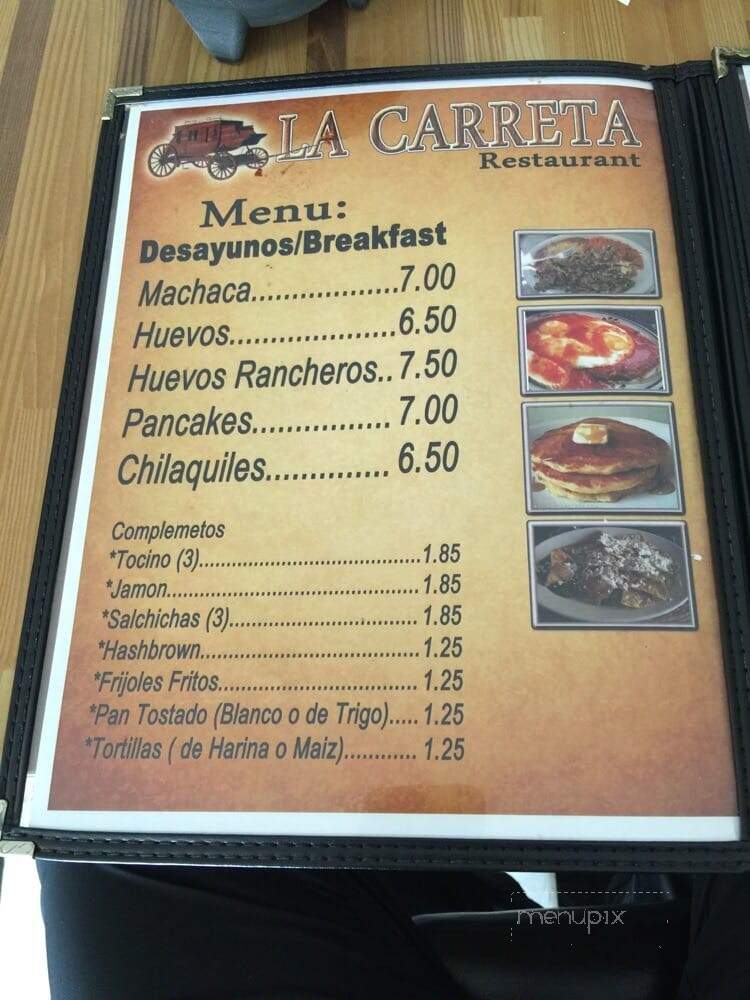 LA CARRETA
Restaurant
Menu:
Desayunos/Breakfast
Machaca..................7.00
Huevos.....................6.50
Huevos Rancheros..7.50
Pancakes................. 7.00
Chilaquiles............... 6.50
Complemetos
*Tocino (3)..........................................1.85
*Jamon................................................1.85
*Salchichas (3)................................... 1.85
*Hashbrown........................................ 1.25
*Frijoles Fritos.................................... 1.25
*Pan Tostado (Blanco o de Trigo)..... 1.25
*Tortillas ( de Harina o Maiz)............ 1.25
menupix